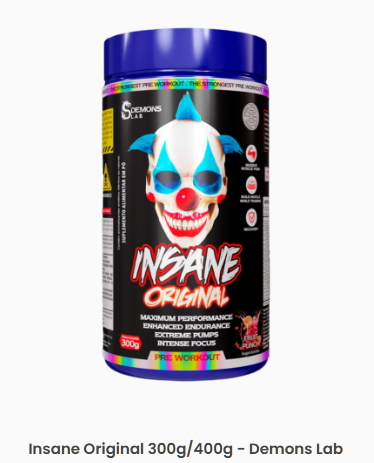 THE STRONGEST PRE WORKOUT
THE STRONGEST PRE WORKOUT
DEMONS
LAB
SUPLEMENTO ALIMENTAR EM PÓ
INSANE
ORIGINAL
MAXIMUM PERFORMANCE
ENHANCED ENDURANCE
EXTREME PUMPS
INTENSE FOCUS
300g
FRUIT
PUNCH
PRE WORKOUT
Insane Original 300g/400g - Demons Lab